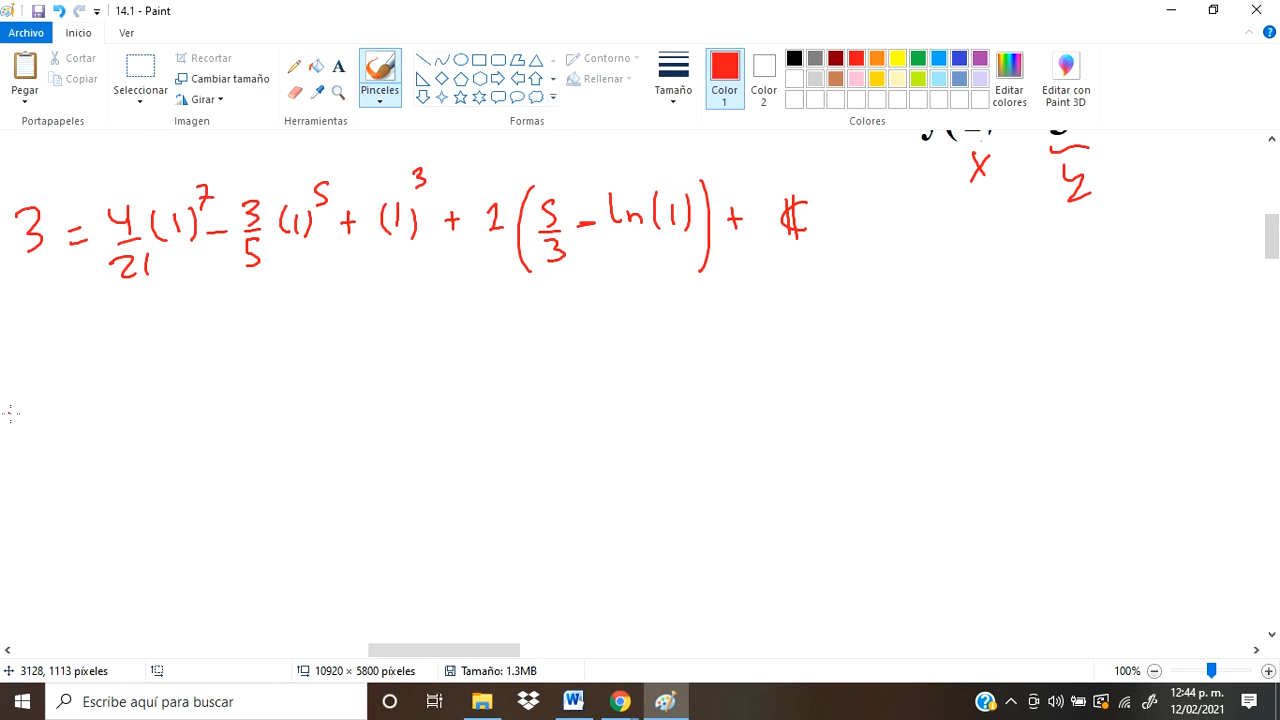 14.1 - Paint
Archivo Inicio Ver
Pegar Cortar Copiar
Portapapeles
Seleccionar Recortar Cambiar tamaño Girar
Imagen
A
Herramientas
Pinceles
Contorno Rellenar
Formas
Tamaño
Color 1 Color 2
Editar colores
Editar con Paint 3D
Colores
x
3 = 4/21 (1)^7 - 3/5 (1)^5 + (1)^3 + 1 (5/3 - ln(1)) + ₵
3128, 1113 píxeles 10920 × 5800 píxeles Tamaño: 1.3MB 100%
Escribe aquí para buscar
12:44 p. m.
12/02/2021